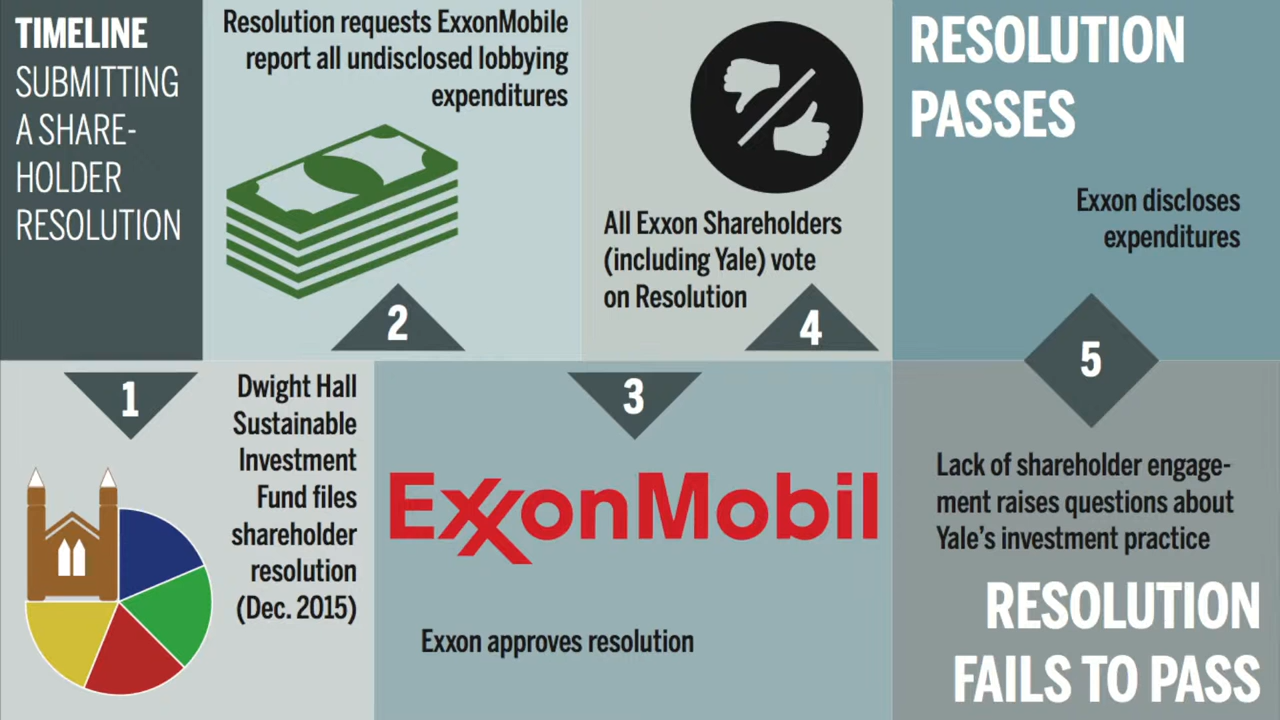 TIMELINE
SUBMITTING
A SHARE-
HOLDER
RESOLUTION
1
Dwight Hall
Sustainable
Investment
Fund files
shareholder
resolution
(Dec. 2015)
Resolution requests ExxonMobile
report all undisclosed lobbying
expenditures
2
3
ExxonMobil
Exxon approves resolution
All Exxon Shareholders
(including Yale) vote
on Resolution
4
RESOLUTION
PASSES
Exxon discloses
expenditures
5
Lack of shareholder engage-
ment raises questions about
Yale's investment practice
RESOLUTION
FAILS TO PASS